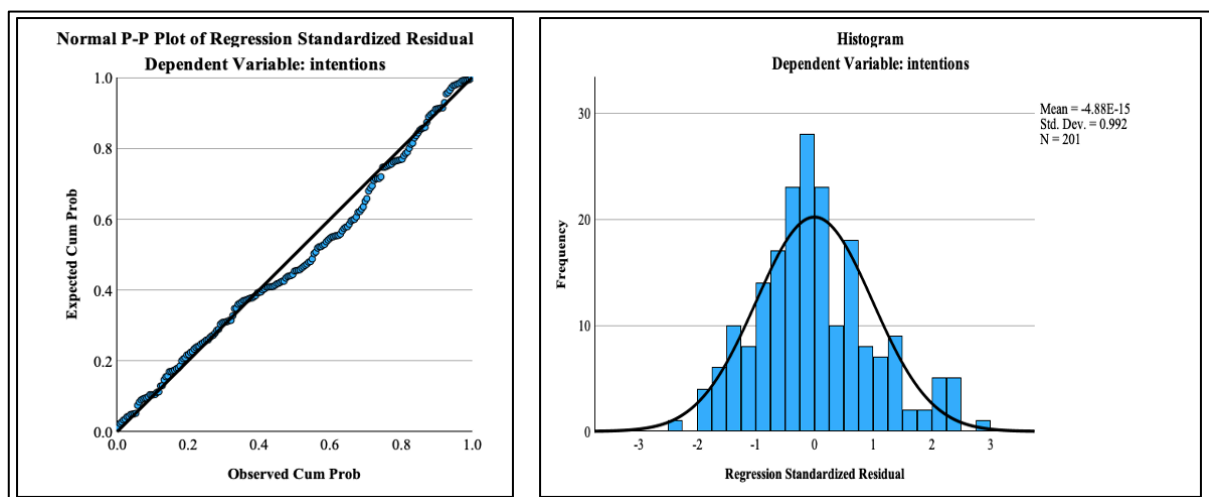 Normal P-P Plot of Regression Standardized Residual
Dependent Variable: intentions
Expected Cum Prob
1.0
0.8
0.6
0.4
0.2
0.0
0.0
0.2
0.4
0.6
0.8
1.0
Observed Cum Prob
Histogram
Dependent Variable: intentions
Mean = -4.88E-15
Std. Dev. = 0.992
N = 201
Frequency
30
20
10
0
-3
-2
-1
0
1
2
3
Regression Standardized Residual